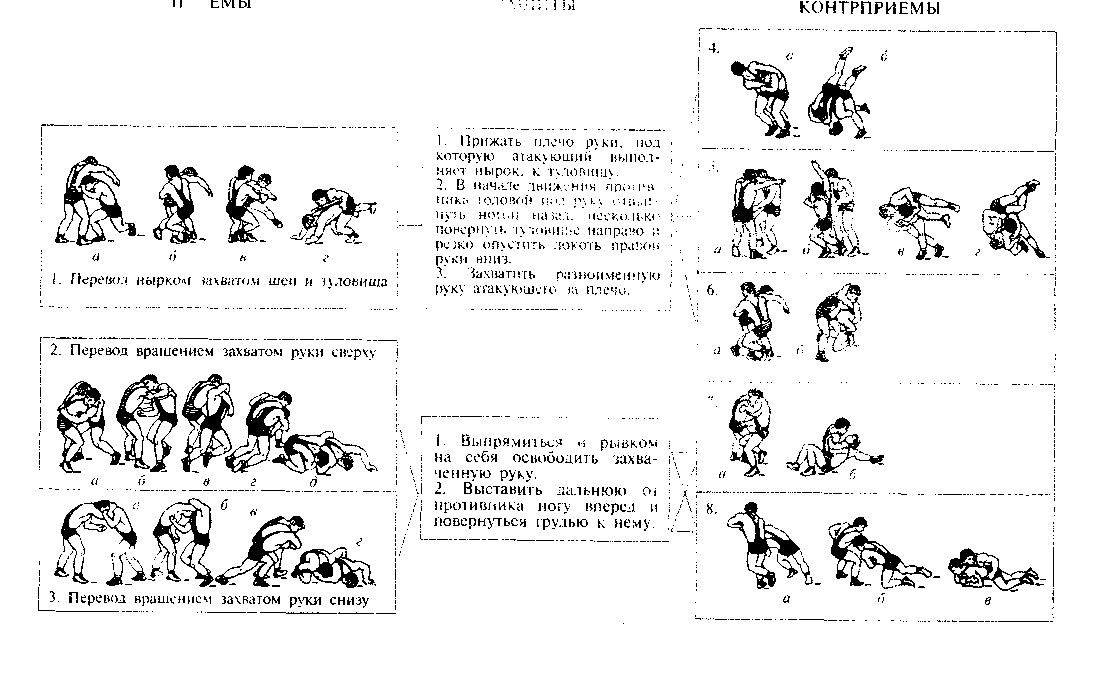 ЕМЫ
КОНТРПРИЕМЫ
а
б в г
1. Перевод нырком захватом шеи и туловища
2. Перевод вращением захватом руки сверху
а б в г д
а б в г
3. Перевод вращением захватом руки снизу
1. Прижать плечо руки, под
которую атакующий выпол-
няет нырок, к туловищу.
2. В начале движения против-
ника головой под руку
нуть ноги назад, несколько
повернуть туловище направо и
резко опустить локоть правой
руки вниз.
3. Захватить разноименную
руку атакующего за плечо.
1. Выпрямиться и рывком
на себя освободить захва-
ченную руку.
2. Выставить дальнюю от
противника ногу вперед и
повернуться грудью к нему.
4.
а б
а б в г
6.
а б
а б
8.
а б в